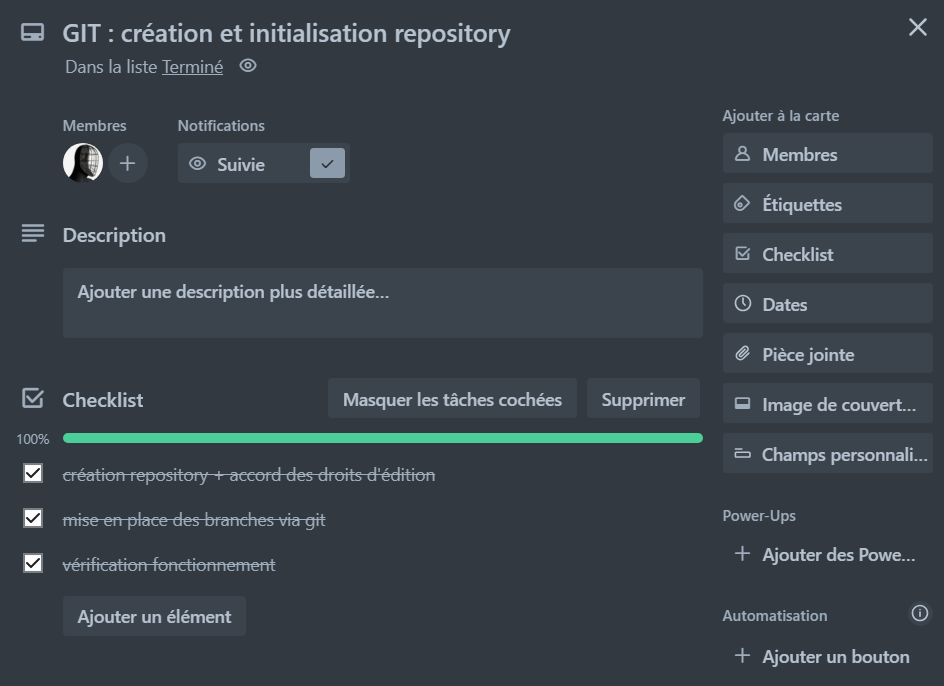 GIT : création et initialisation repository
Dans la liste Terminé
Membres
Notifications
Suivie
Description
Ajouter une description plus détaillée...
Checklist
Masquer les tâches cochées
Supprimer
100%
création repository + accord des droits d'édition
mise en place des branches via git
vérification fonctionnement
Ajouter un élément
Ajouter à la carte
Membres
Étiquettes
Checklist
Dates
Pièce jointe
Image de couvert...
Champs personnali...
Power-Ups
Ajouter des Powe...
Automatisation
Ajouter un bouton